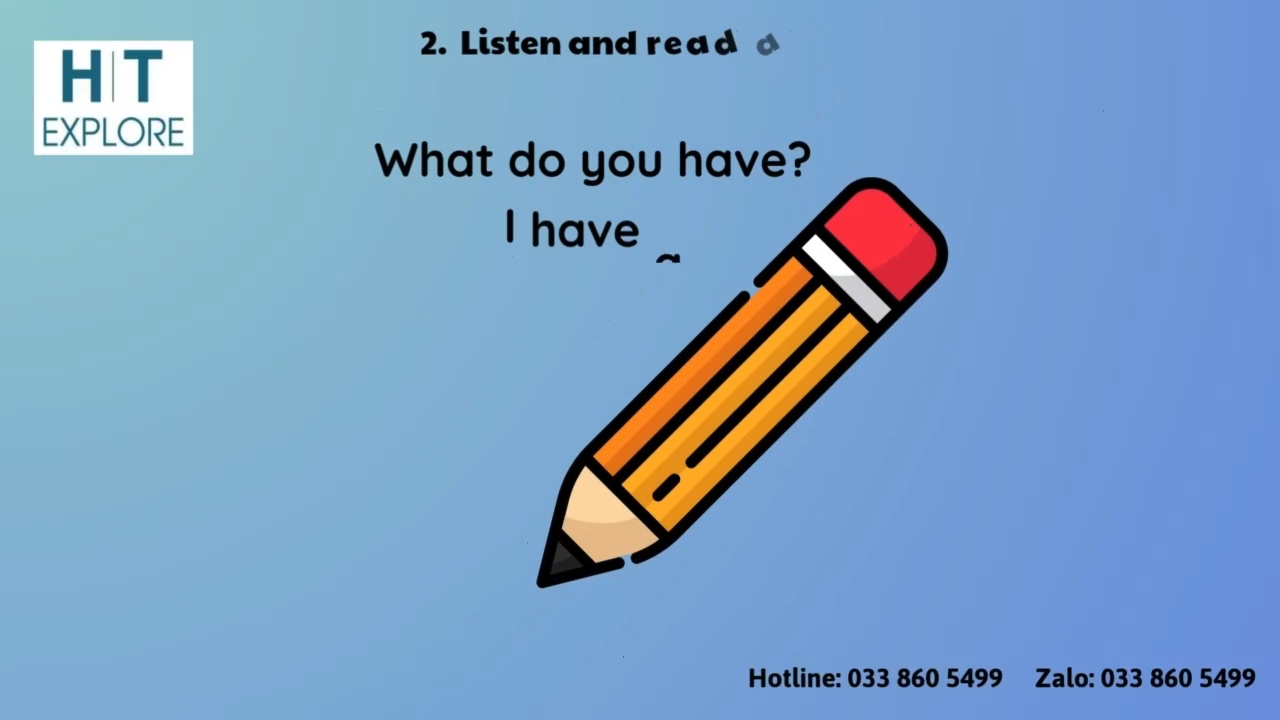 H|T
EXPLORE
2. Listen and read a
What do you have?
I have a
Hotline: 033 860 5499 Zalo: 033 860 5499